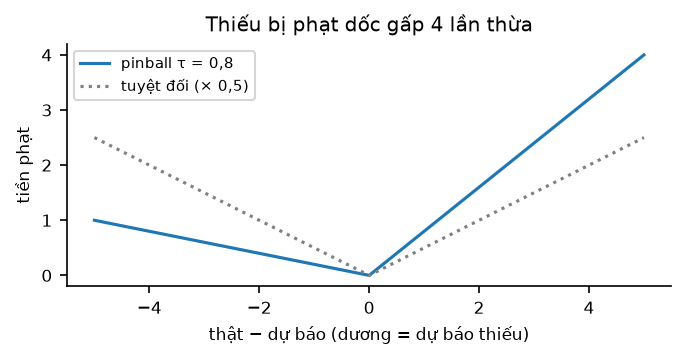 Thiếu bị phạt dốc gấp 4 lần thừa
pinball τ = 0,8
tuyệt đối (× 0,5)
tiền phạt
4
3
2
1
0
−4 −2 0 2 4
thật − dự báo (dương = dự báo thiếu)